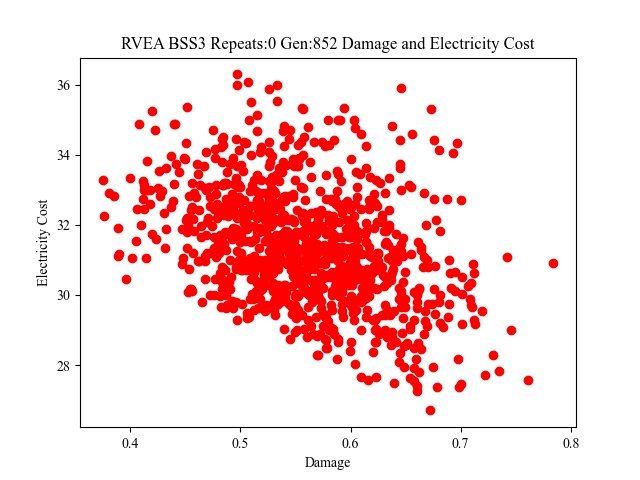 RVEA BSS3 Repeats:0 Gen:852 Damage and Electricity Cost
36
34
32
30
28
Electricity Cost
0.4 0.5 0.6 0.7 0.8
Damage